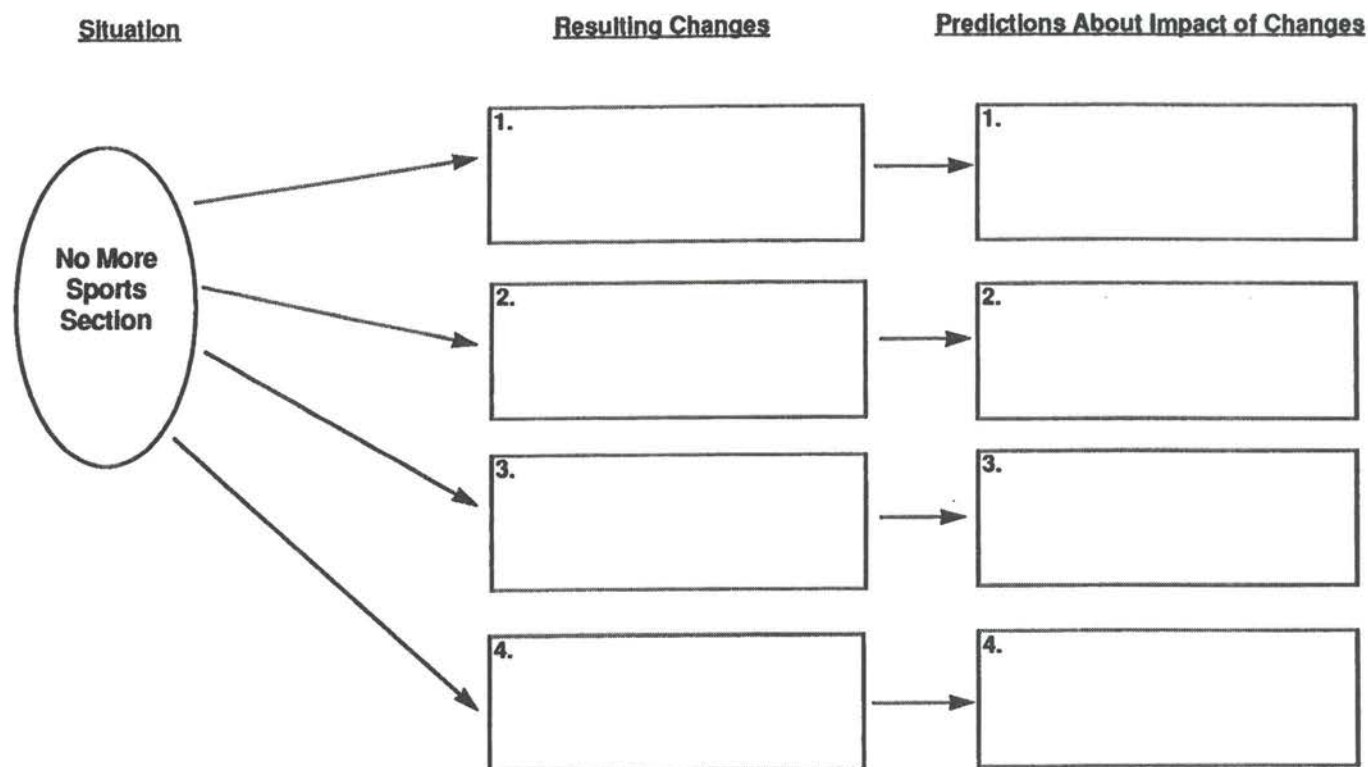 Situation
Resulting Changes
Predictions About Impact of Changes
No More
Sports
Section
1.
1.
2.
2.
3.
3.
4.
4.